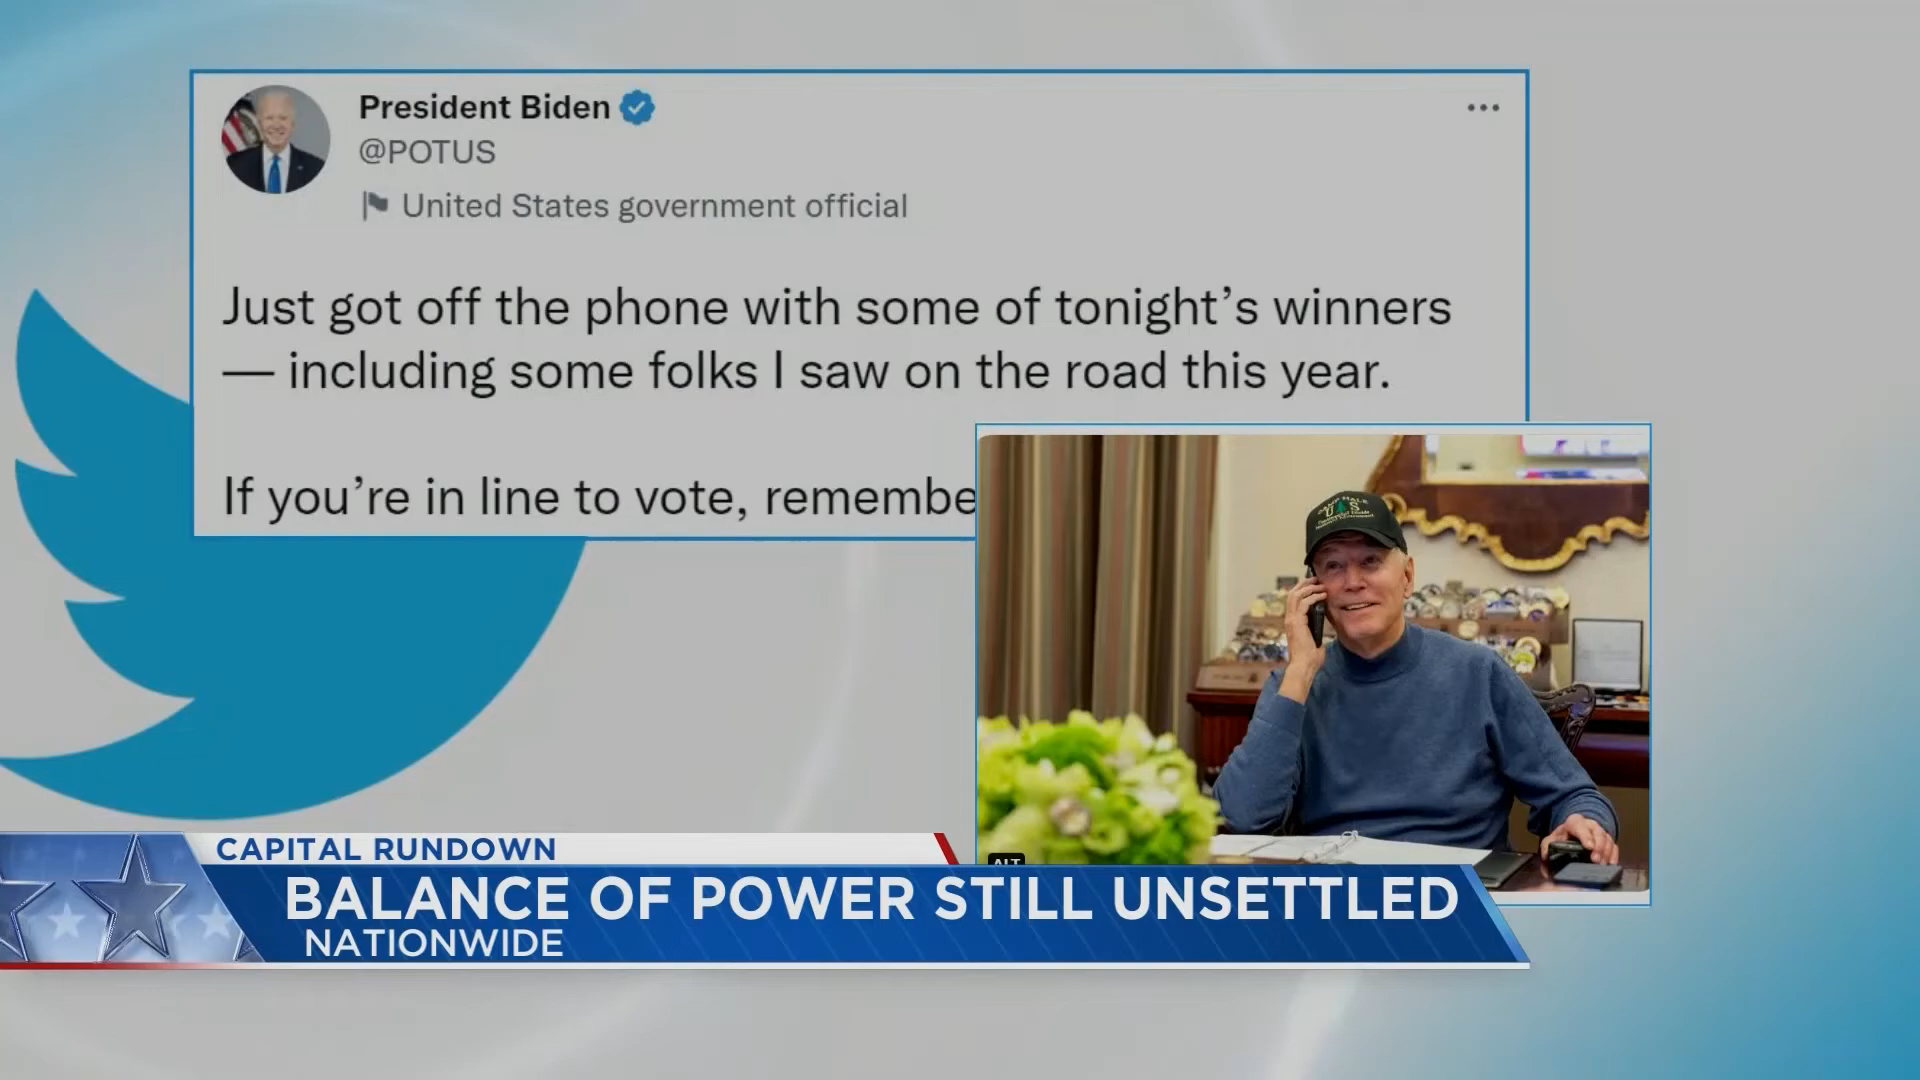 President Biden
@POTUS
United States government official
Just got off the phone with some of tonight’s winners
— including some folks I saw on the road this year.
If you’re in line to vote, remembe
ALT
CAPITAL RUNDOWN
BALANCE OF POWER STILL UNSETTLED
NATIONWIDE